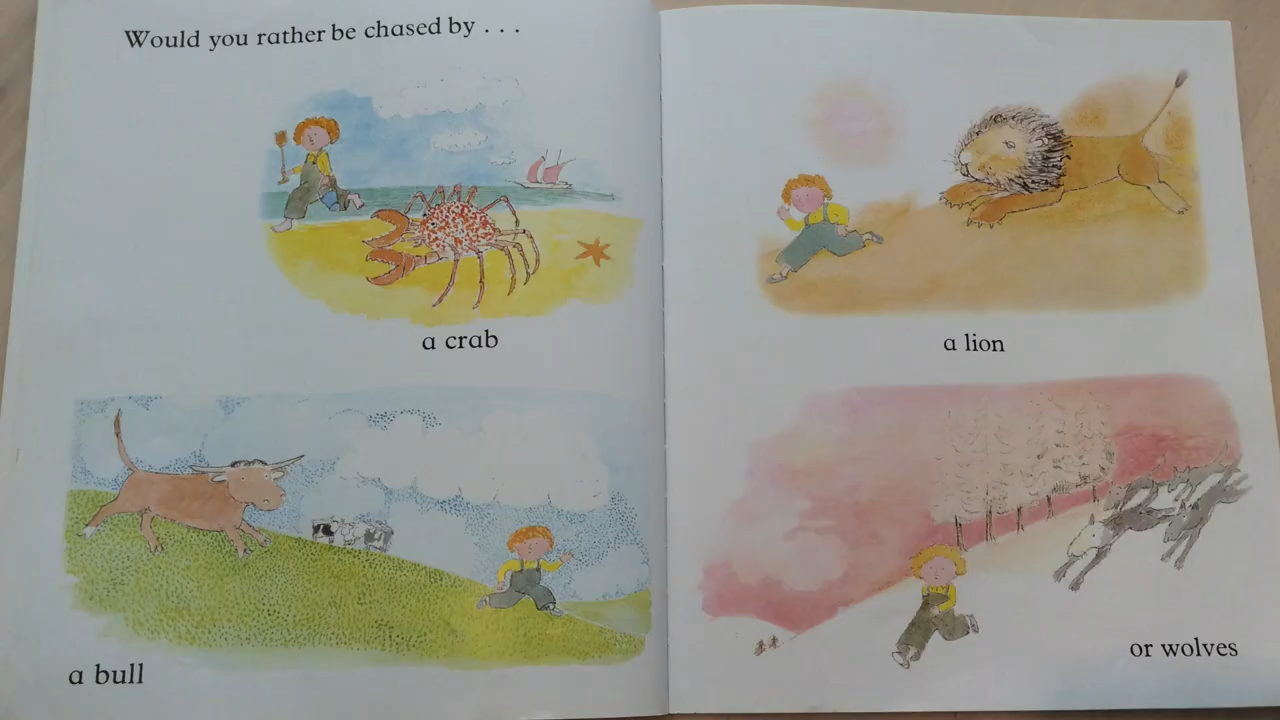 Would you rather be chased by . . .
a crab
a bull
a lion
or wolves